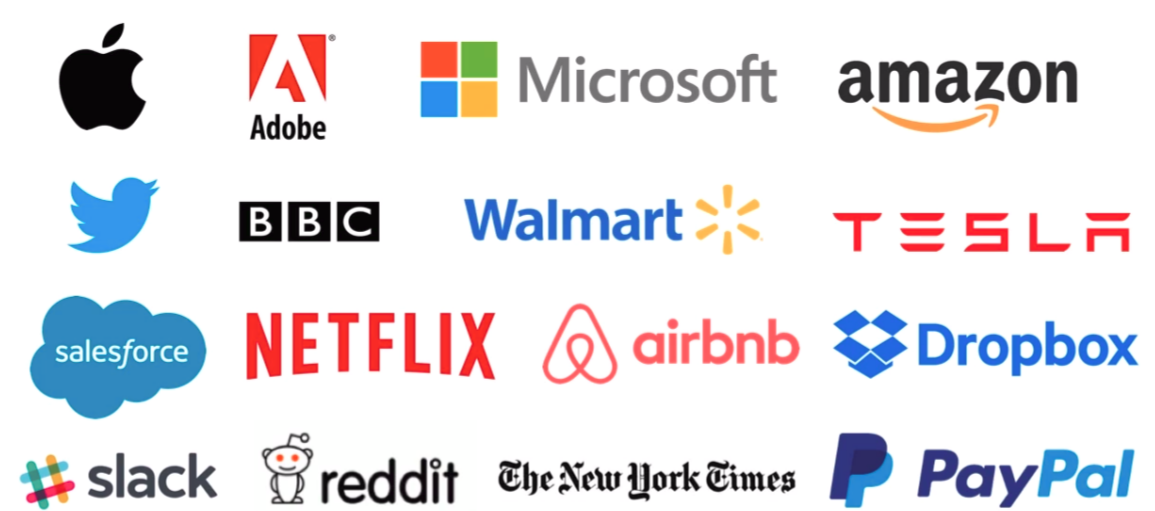 Adobe®
Microsoft
amazon
BBC
Walmart
TESLA
salesforce
NETFLIX
airbnb
Dropbox
slack
reddit
The New York Times
PayPal